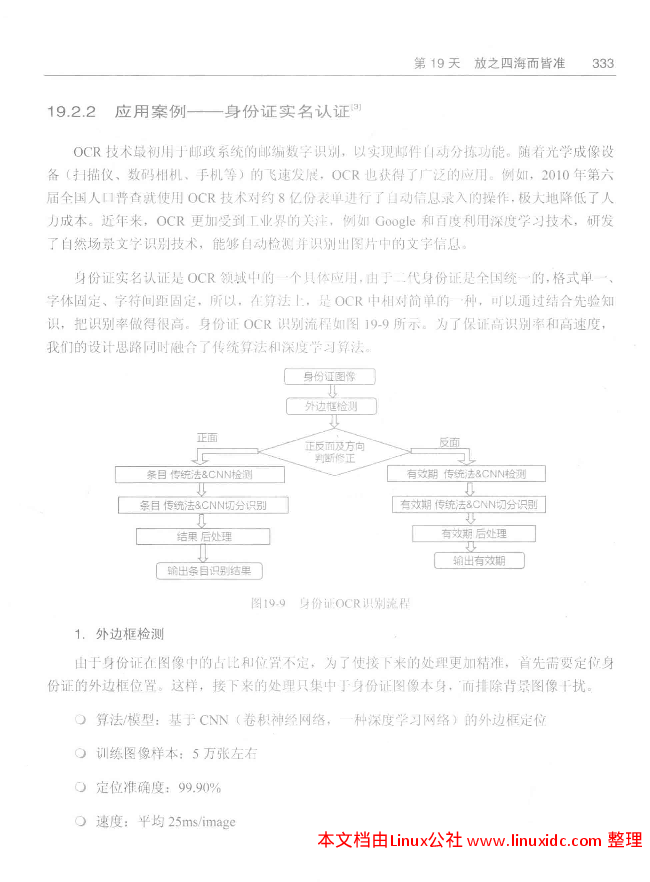 第 19 天 放之四海而皆准 333
19.2.2 应用案例——身份证实名认证[9]
OCR 技术最初用于邮政系统的邮编数字识别，以实现邮件自动分拣功能。随着光学成像设
备（扫描仪、数码相机、手机等）的飞速发展，OCR 也获得了广泛的应用。例如，2010 年第六
届全国人口普查就使用 OCR 技术对约 8 亿份表单进行了自动信息录入的操作，极大地降低了人
力成本。近年来，OCR 更加受到工业界的关注，例如 Google 和百度利用深度学习技术，研发
了自然场景文字识别技术，能够自动检测并识别出图片中的文字信息。
身份证实名认证是 OCR 领域中的一个具体应用，由于二代身份证是全国统一的，格式单一、
字体固定、字符间距固定，所以，在算法上，是 OCR 中相对简单的一种，可以通过结合先验知
识，把识别率做得很高。身份证 OCR 识别流程如图 19-9 所示。为了保证高识别率和高速度，
我们的设计思路同时融合了传统算法和深度学习算法。
身份证图像
外边框检测
正反面及方向
判断修正
正面
反面
条目 传统法&CNN检测
有效期 传统法&CNN检测
条目 传统法&CNN切分识别
有效期 传统法&CNN切分识别
结果 后处理
有效期 后处理
输出条目识别结果
输出有效期
图19-9 身份证OCR识别流程
1. 外边框检测
由于身份证在图像中的占比和位置不定，为了使接下来的处理更加精准，首先需要定位身
份证的外边框位置。这样，接下来的处理只集中于身份证图像本身，而排除背景图像干扰。
❍ 算法/模型：基于 CNN（卷积神经网络，一种深度学习网络）的外边框定位
❍ 训练图像样本：5 万张左右
❍ 定位准确度：99.90%
❍ 速度：平均 25ms/image
本文档由Linux公社 www.linuxidc.com 整理